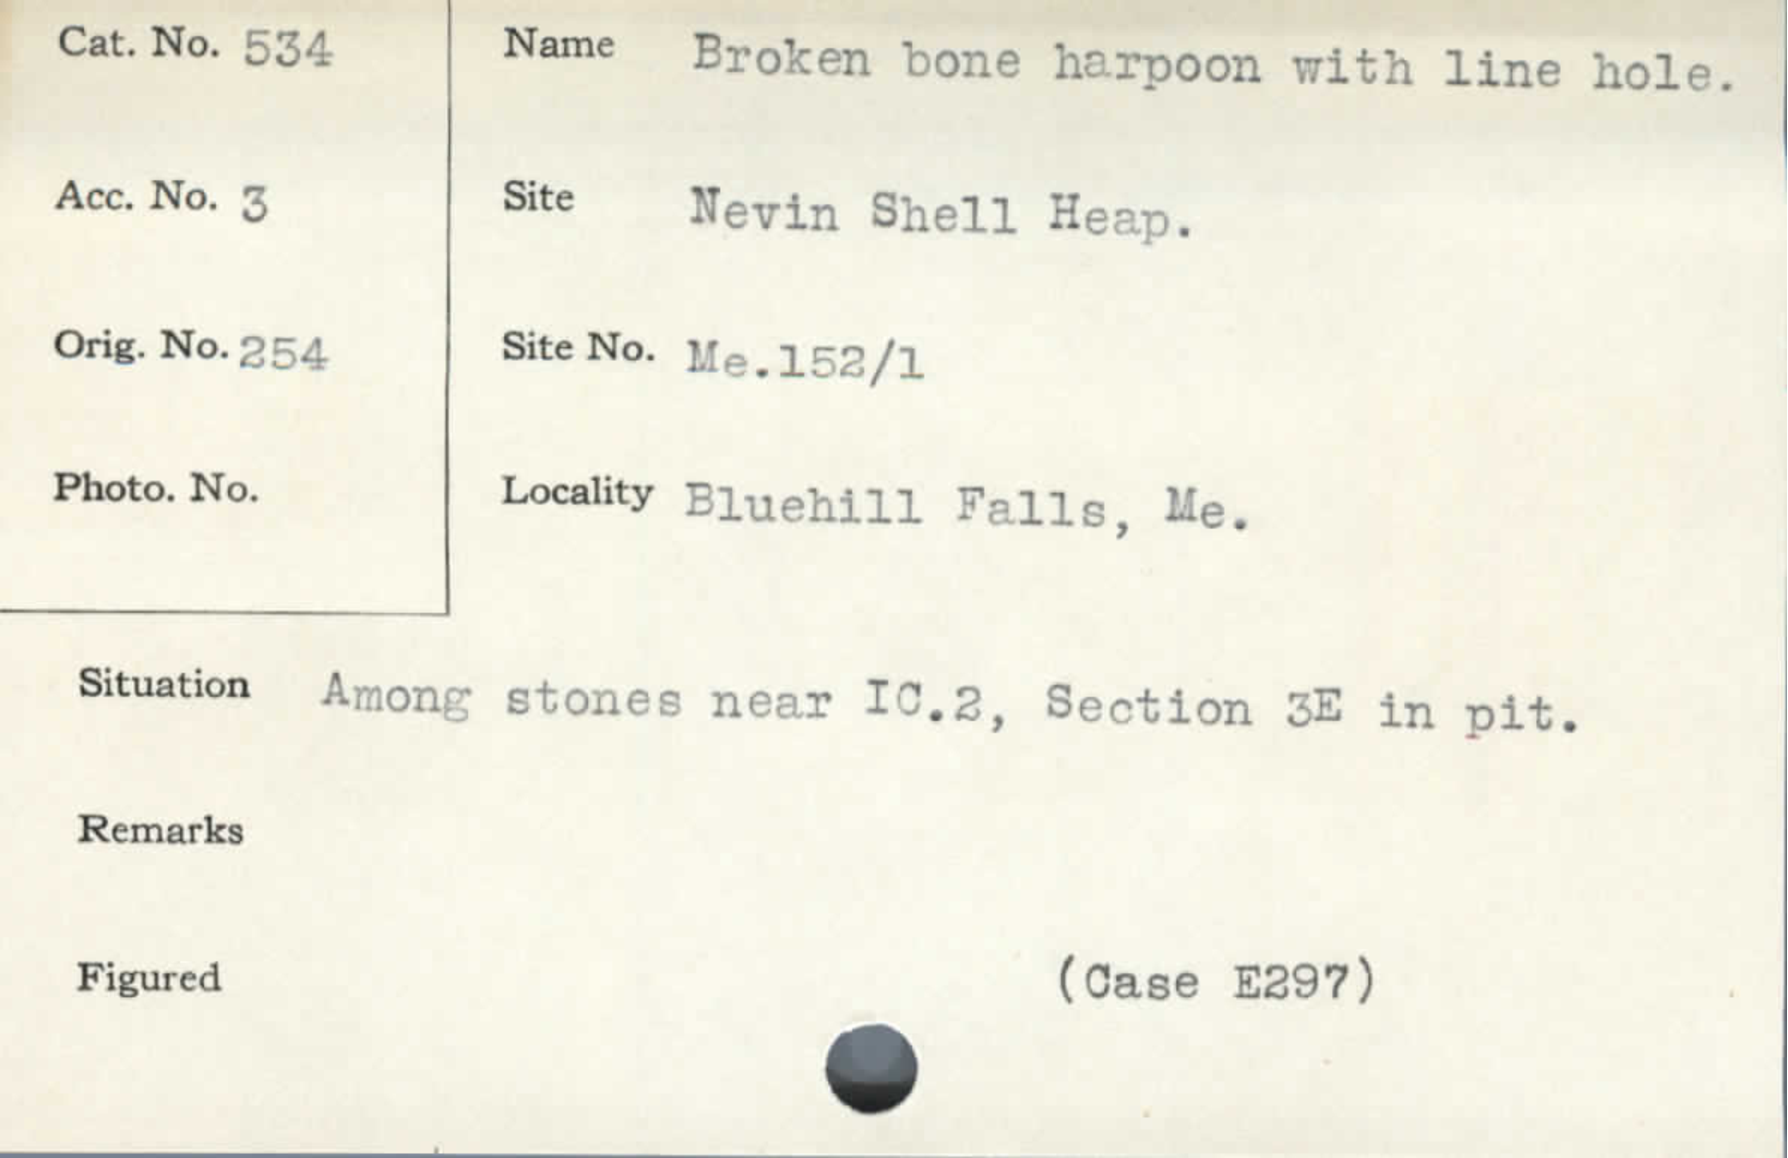 Cat. No. 534
Name Broken bone harpoon with line hole.
Acc. No. 3
Site Nevin Shell Heap.
Orig. No. 254
Site No. Me.152/1
Photo. No.
Locality Bluehill Falls, Me.
Situation Among stones near IC.2, Section 3E in pit.
Remarks
Figured (Case E297)